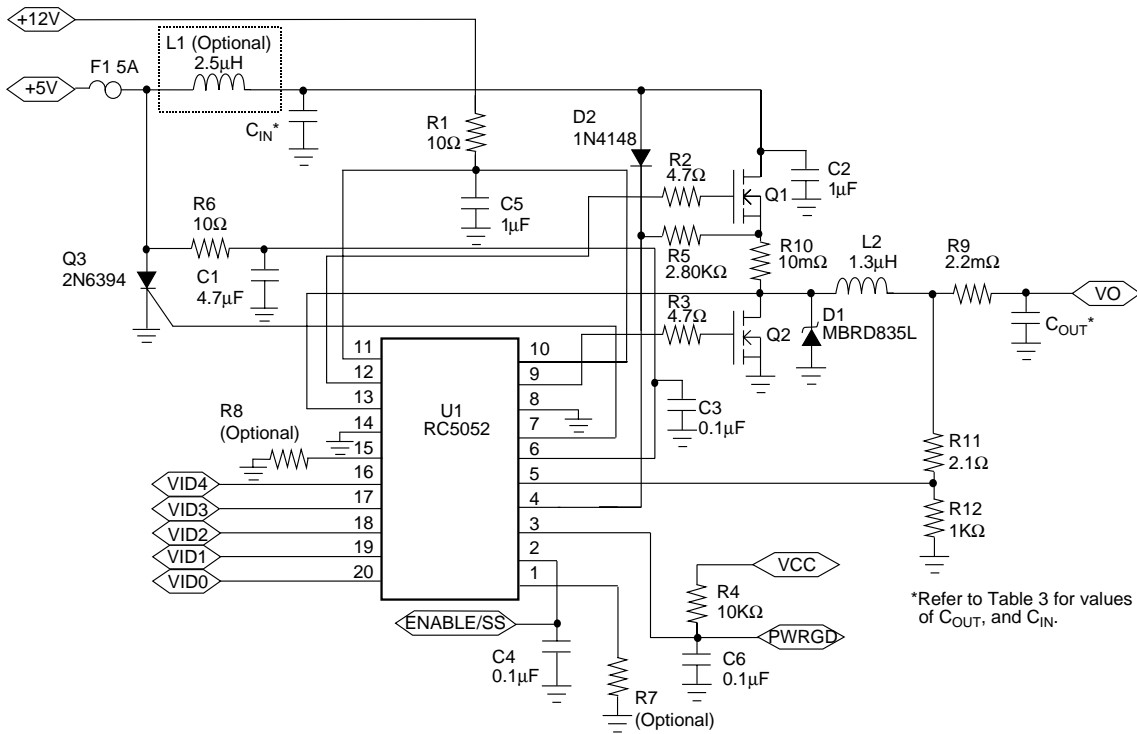 +12V
L1 (Optional)
2.5μH
F1 5A
+5V
C_IN*
R1
10Ω
D2
1N4148
R2
4.7Ω
C2
1μF
Q1
C5
1μF
R6
10Ω
R5
2.80KΩ
R10
10mΩ
L2
1.3μH
R9
2.2mΩ
Q3
2N6394
C1
4.7μF
VO
R3
4.7Ω
Q2
D1
MBRD835L
C_OUT*
11
12
13
14
15
16
17
18
19
20
U1
RC5052
10
9
8
7
6
5
4
3
2
1
C3
0.1μF
R8
(Optional)
R11
2.1Ω
VID4
VID3
VID2
VID1
VID0
R12
1KΩ
VCC
R4
10KΩ
*Refer to Table 3 for values
of C_OUT, and C_IN.
ENABLE/SS
PWRGD
C4
0.1μF
C6
0.1μF
R7
(Optional)